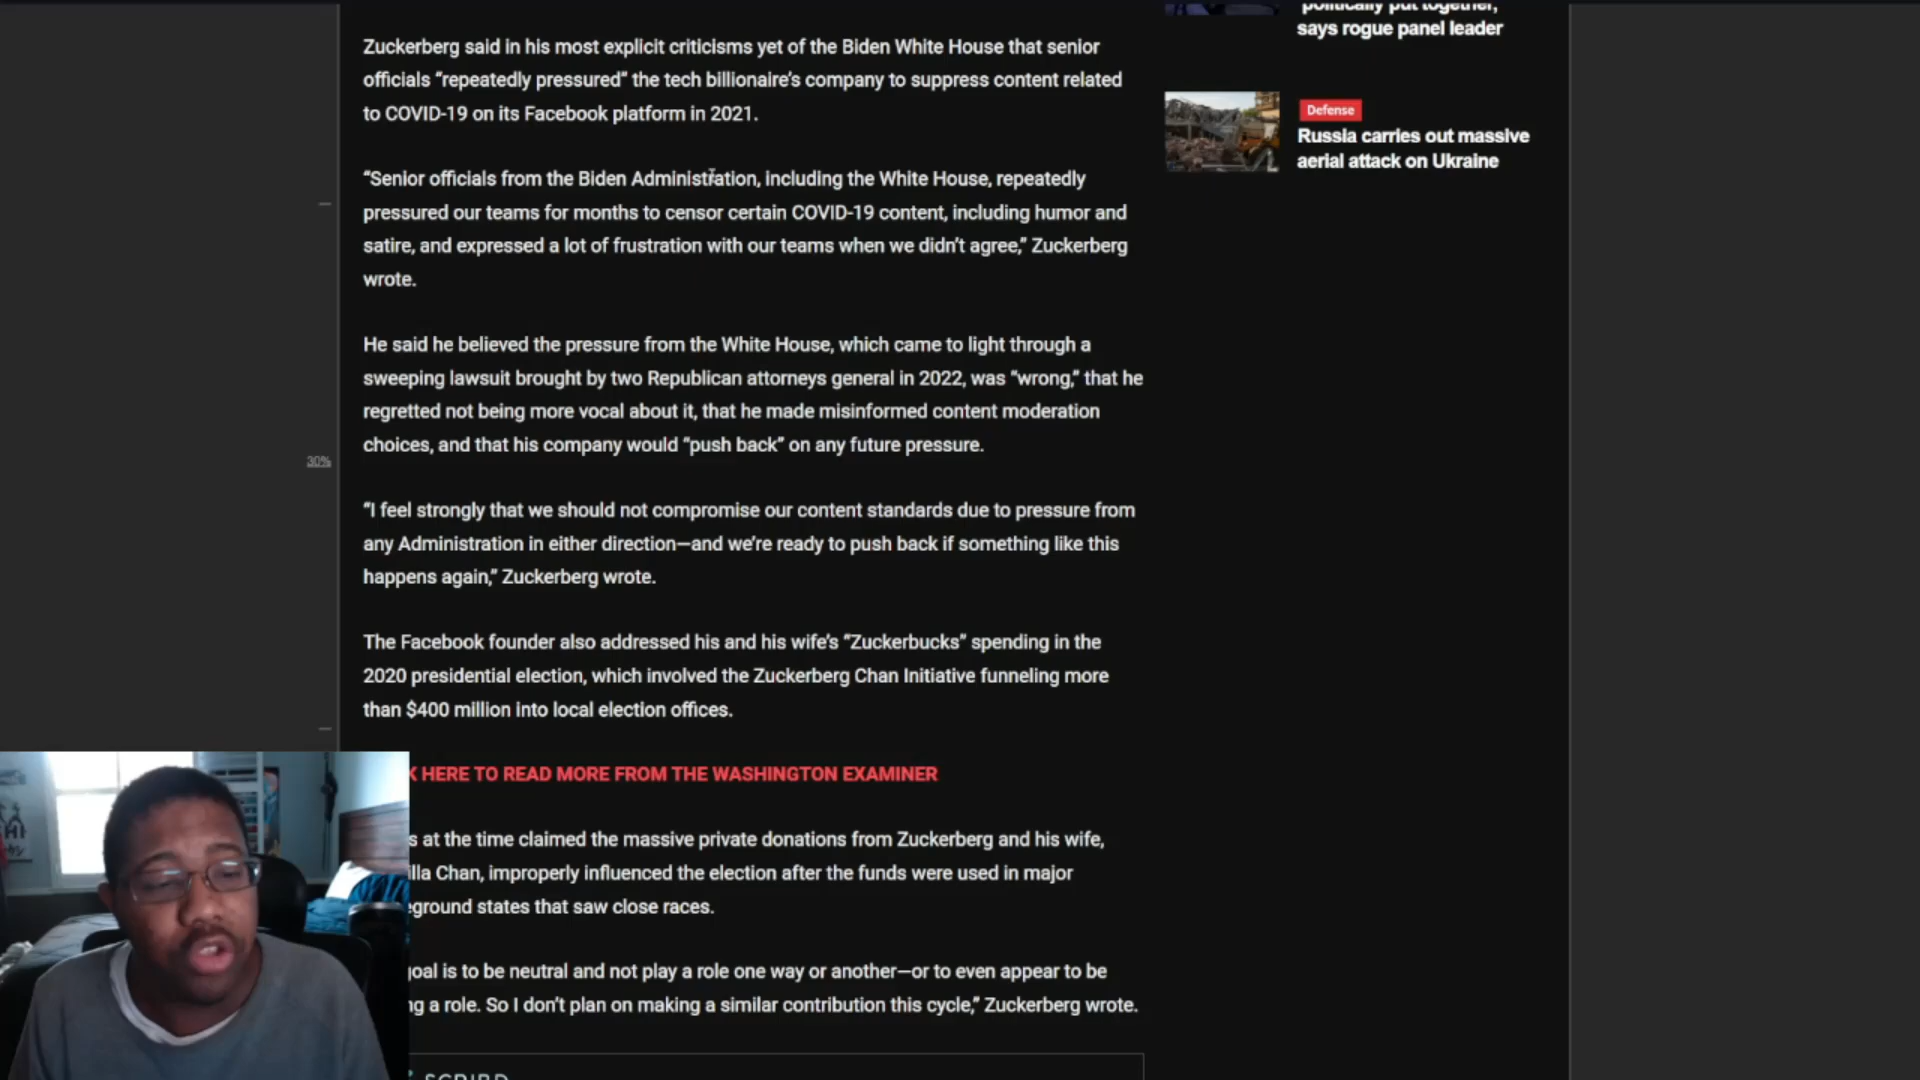 Zuckerberg said in his most explicit criticisms yet of the Biden White House that senior
officials “repeatedly pressured” the tech billionaire’s company to suppress content related
to COVID-19 on its Facebook platform in 2021.
“Senior officials from the Biden Administration, including the White House, repeatedly
pressured our teams for months to censor certain COVID-19 content, including humor and
satire, and expressed a lot of frustration with our teams when we didn’t agree,” Zuckerberg
wrote.
He said he believed the pressure from the White House, which came to light through a
sweeping lawsuit brought by two Republican attorneys general in 2022, was “wrong,” that he
regretted not being more vocal about it, that he made misinformed content moderation
choices, and that his company would “push back” on any future pressure.
30%
“I feel strongly that we should not compromise our content standards due to pressure from
any Administration in either direction—and we’re ready to push back if something like this
happens again,” Zuckerberg wrote.
The Facebook founder also addressed his and his wife’s “Zuckerbucks” spending in the
2020 presidential election, which involved the Zuckerberg Chan Initiative funneling more
than $400 million into local election offices.
K HERE TO READ MORE FROM THE WASHINGTON EXAMINER
s at the time claimed the massive private donations from Zuckerberg and his wife,
illa Chan, improperly influenced the election after the funds were used in major
eground states that saw close races.
goal is to be neutral and not play a role one way or another—or to even appear to be
ng a role. So I don’t plan on making a similar contribution this cycle,” Zuckerberg wrote.
SCRIBD
‘politically put together,’
says rogue panel leader
Defense
Russia carries out massive
aerial attack on Ukraine